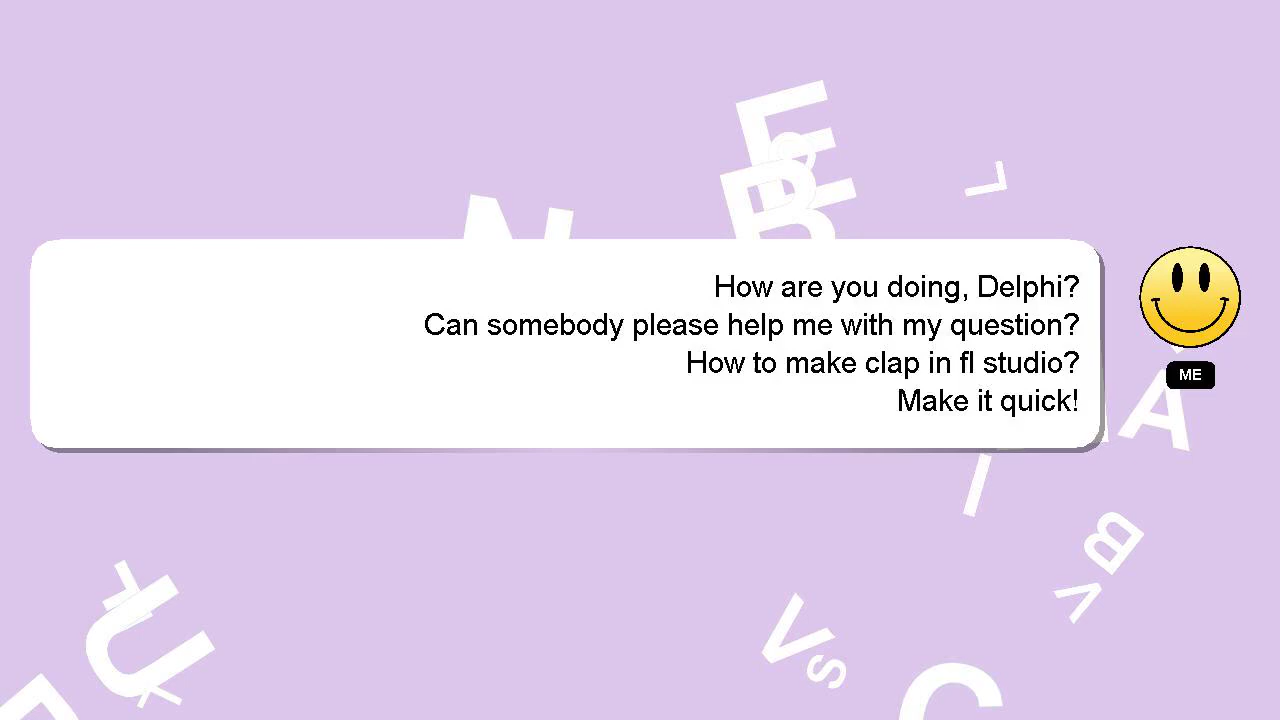 How are you doing, Delphi?
Can somebody please help me with my question?
How to make clap in fl studio?
Make it quick!
ME
E
B
N
L
A
I
B
V
U
V
S
C